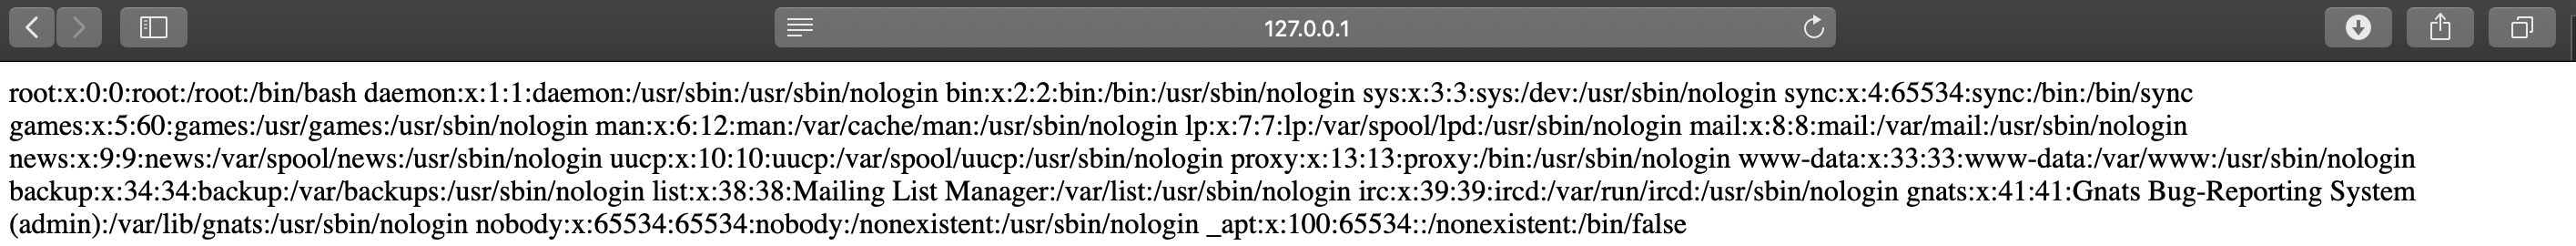 127.0.0.1
root:x:0:0:root:/root:/bin/bash daemon:x:1:1:daemon:/usr/sbin:/usr/sbin/nologin bin:x:2:2:bin:/bin:/usr/sbin/nologin sys:x:3:3:sys:/dev:/usr/sbin/nologin sync:x:4:65534:sync:/bin:/bin/sync
games:x:5:60:games:/usr/games:/usr/sbin/nologin man:x:6:12:man:/var/cache/man:/usr/sbin/nologin lp:x:7:7:lp:/var/spool/lpd:/usr/sbin/nologin mail:x:8:8:mail:/var/mail:/usr/sbin/nologin
news:x:9:9:news:/var/spool/news:/usr/sbin/nologin uucp:x:10:10:uucp:/var/spool/uucp:/usr/sbin/nologin proxy:x:13:13:proxy:/bin:/usr/sbin/nologin www-data:x:33:33:www-data:/var/www:/usr/sbin/nologin
backup:x:34:34:backup:/var/backups:/usr/sbin/nologin list:x:38:38:Mailing List Manager:/var/list:/usr/sbin/nologin irc:x:39:39:ircd:/var/run/ircd:/usr/sbin/nologin gnats:x:41:41:Gnats Bug-Reporting System
(admin):/var/lib/gnats:/usr/sbin/nologin nobody:x:65534:65534:nobody:/nonexistent:/usr/sbin/nologin _apt:x:100:65534::/nonexistent:/bin/false